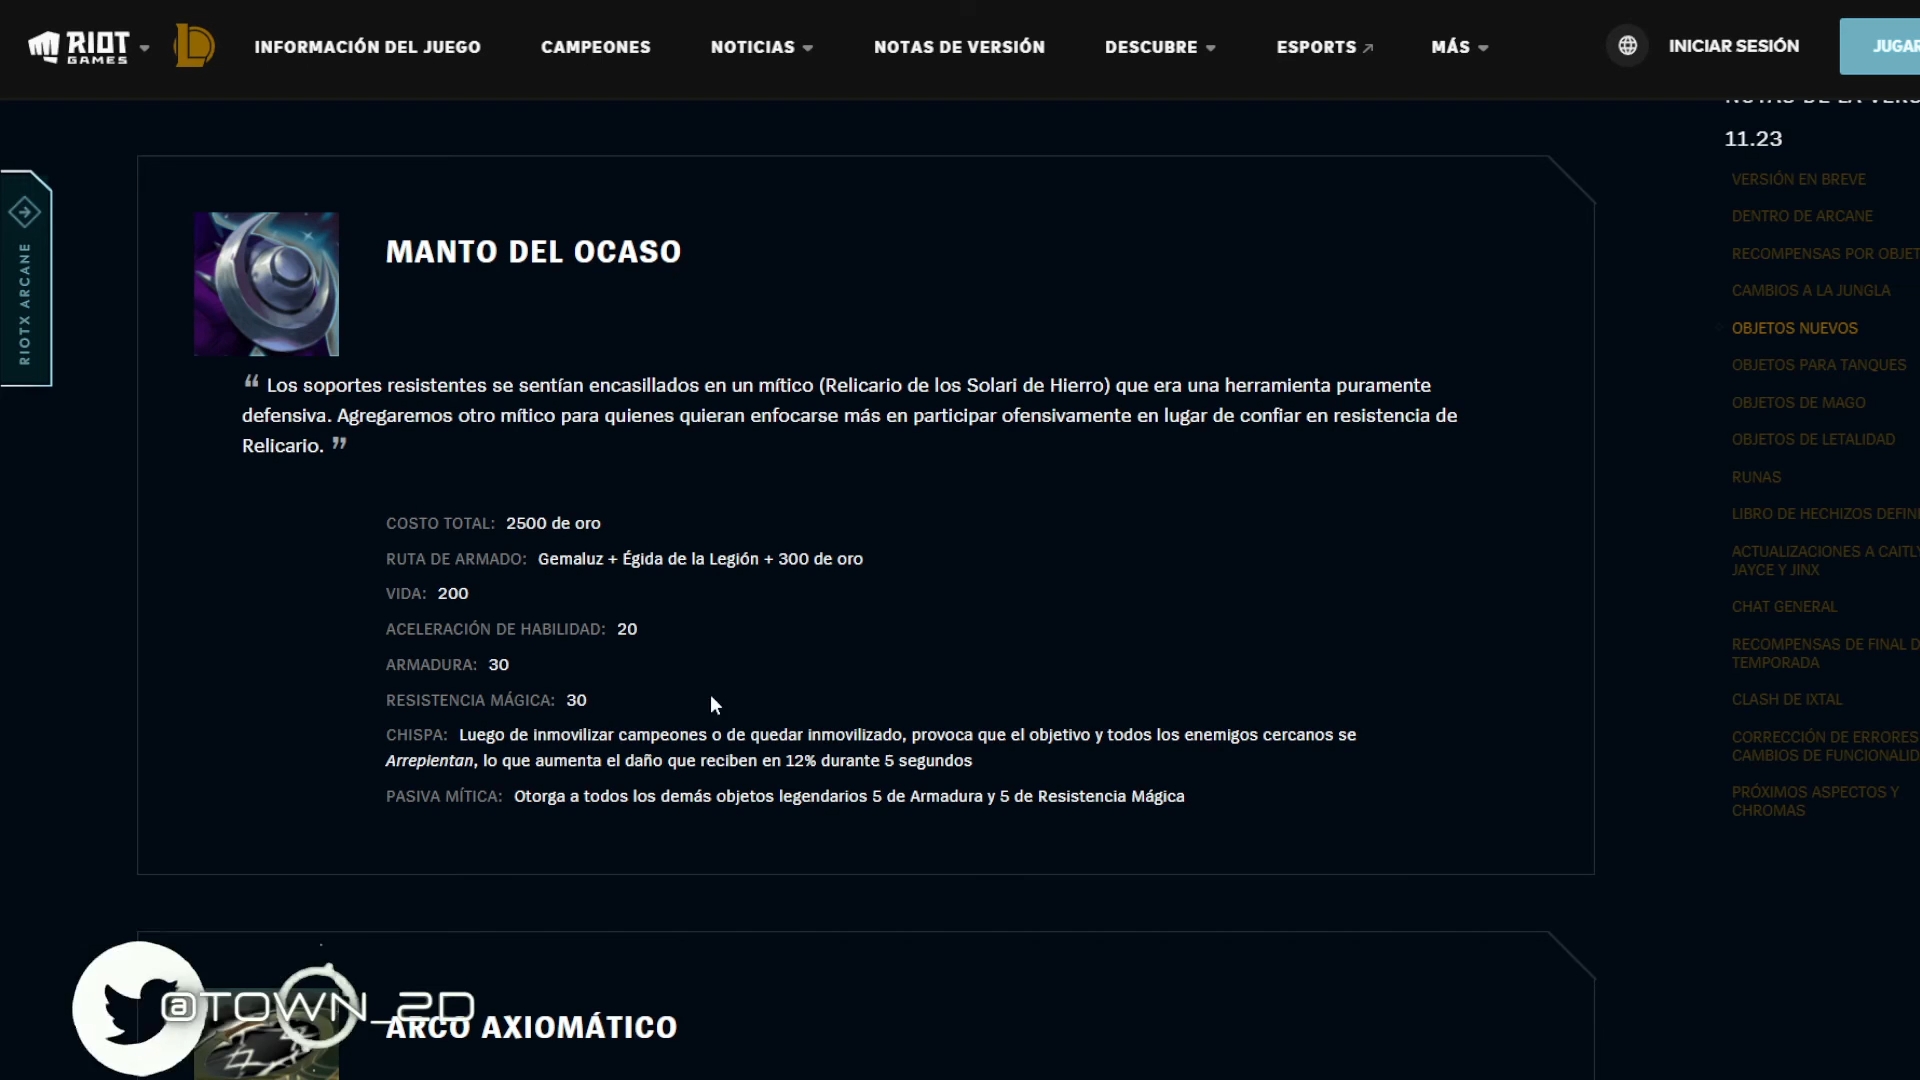 RIOT GAMES
INFORMACIÓN DEL JUEGO
CAMPEONES
NOTICIAS
NOTAS DE VERSIÓN
DESCUBRE
ESPORTS
MÁS
INICIAR SESIÓN
JUGAR
RIOTX ARCANE
MANTO DEL OCASO
“ Los soportes resistentes se sentían encasillados en un mítico (Relicario de los Solari de Hierro) que era una herramienta puramente
defensiva. Agregaremos otro mítico para quienes quieran enfocarse más en participar ofensivamente en lugar de confiar en resistencia de
Relicario. ”
COSTO TOTAL: 2500 de oro
RUTA DE ARMADO: Gemaluz + Égida de la Legión + 300 de oro
VIDA: 200
ACELERACIÓN DE HABILIDAD: 20
ARMADURA: 30
RESISTENCIA MÁGICA: 30
CHISPA: Luego de inmovilizar campeones o de quedar inmovilizado, provoca que el objetivo y todos los enemigos cercanos se
Arrepientan, lo que aumenta el daño que reciben en 12% durante 5 segundos
PASIVA MÍTICA: Otorga a todos los demás objetos legendarios 5 de Armadura y 5 de Resistencia Mágica
ARCO AXIOMÁTICO
@TOWN_2D
NOTAS DE LA VERS
11.23
VERSIÓN EN BREVE
DENTRO DE ARCANE
RECOMPENSAS POR OBJET
CAMBIOS A LA JUNGLA
OBJETOS NUEVOS
OBJETOS PARA TANQUES
OBJETOS DE MAGO
OBJETOS DE LETALIDAD
RUNAS
LIBRO DE HECHIZOS DEFINI
ACTUALIZACIONES A CAITLY
JAYCE Y JINX
CHAT GENERAL
RECOMPENSAS DE FINAL D
TEMPORADA
CLASH DE IXTAL
CORRECCIÓN DE ERRORES
CAMBIOS DE FUNCIONALID
PRÓXIMOS ASPECTOS Y
CHROMAS